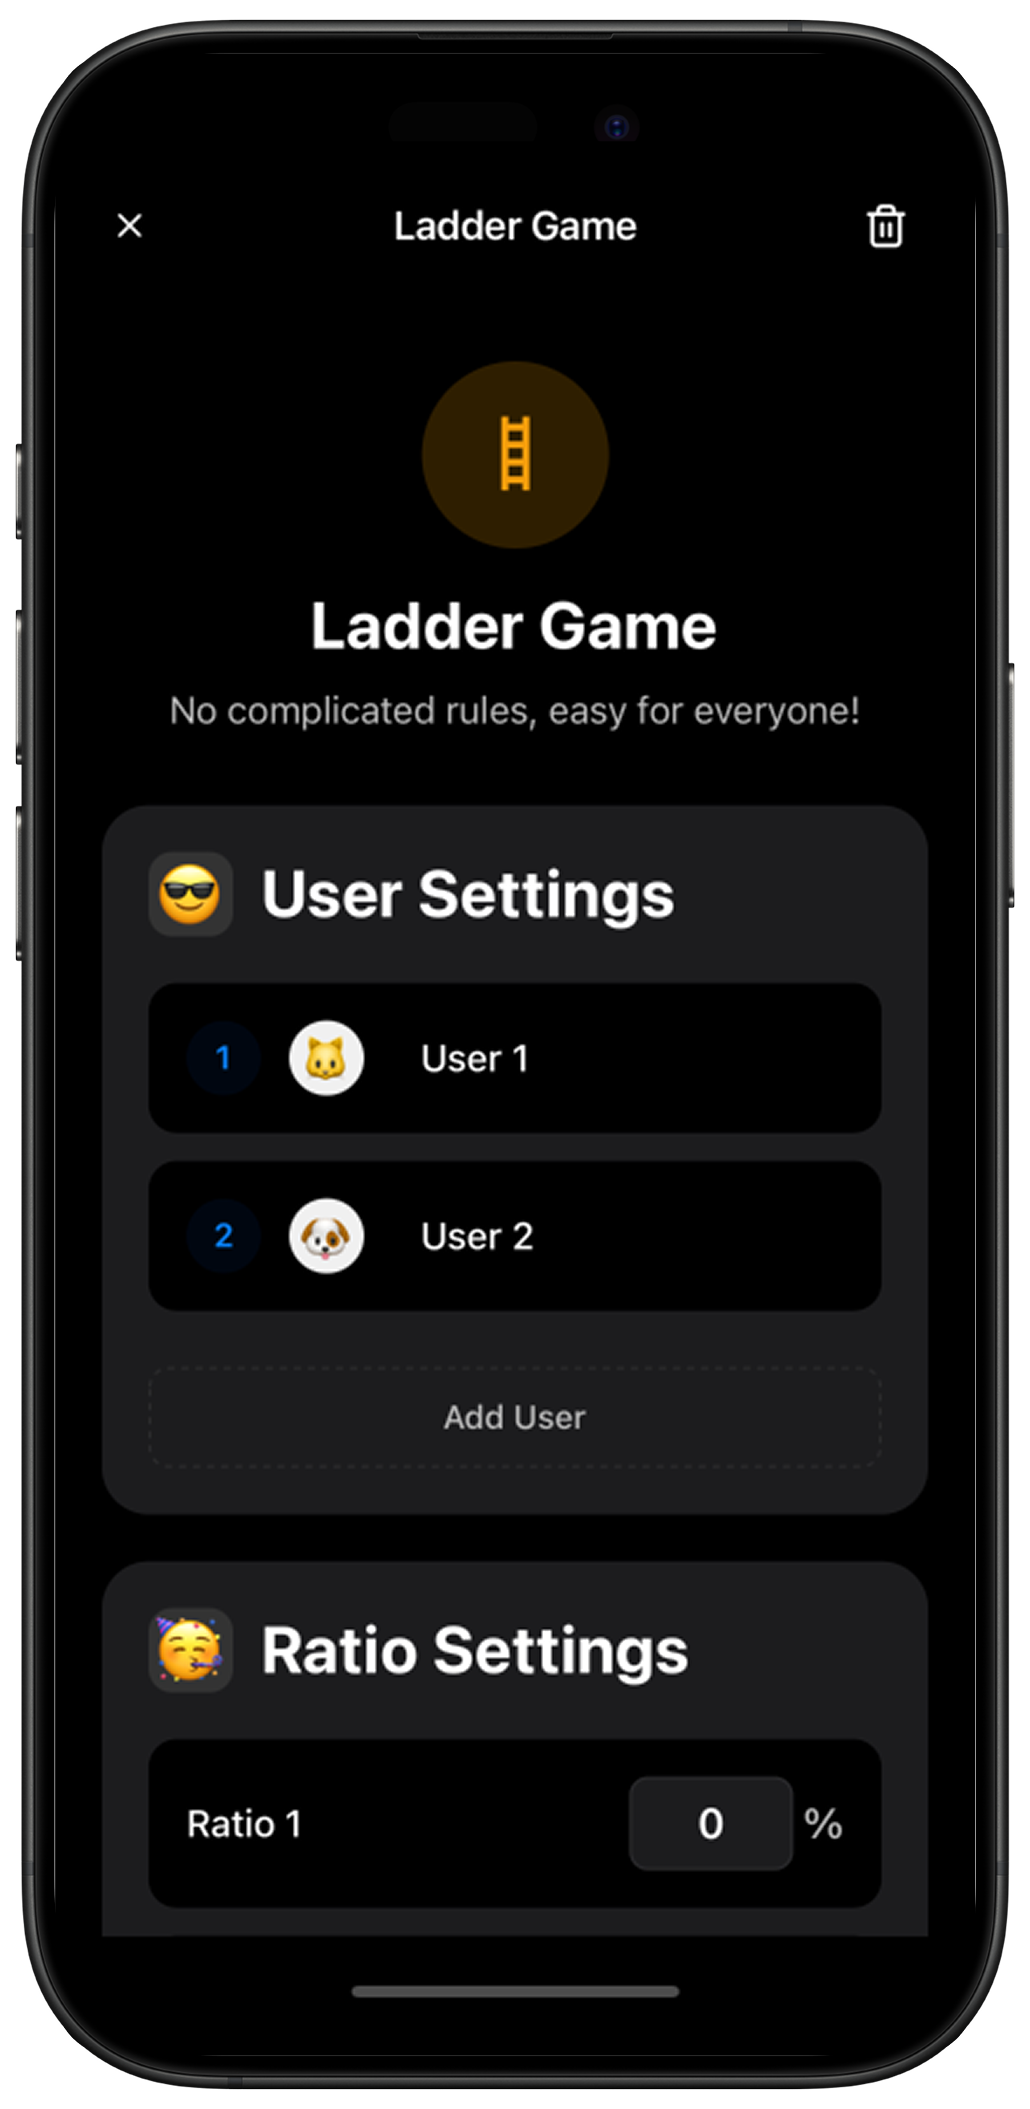 Ladder Game
Ladder Game
No complicated rules, easy for everyone!
User Settings
1 User 1
2 User 2
Add User
Ratio Settings
Ratio 1 0 %